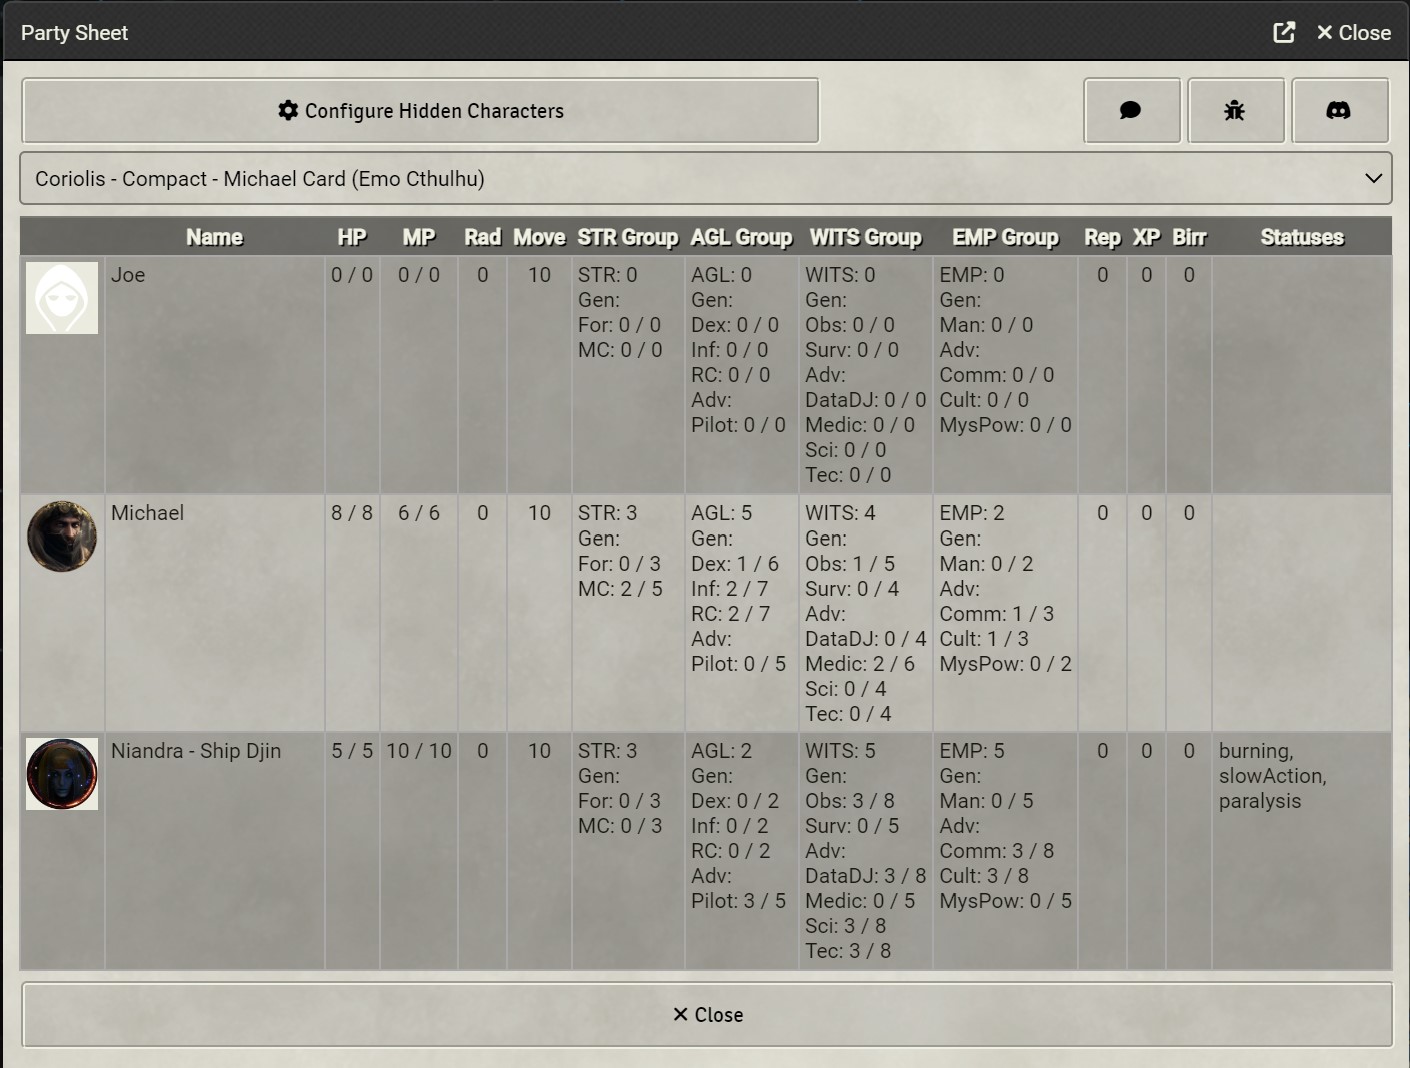 Party Sheet
Close
Configure Hidden Characters
Coriolis - Compact - Michael Card (Emo Cthulhu)
Name HP MP Rad Move STR Group AGL Group WITS Group EMP Group Rep XP Birr Statuses
Joe 0 / 0 0 / 0 0 10 STR: 0 AGL: 0 WITS: 0 EMP: 0 0 0 0
Gen: Gen: Gen: Gen:
For: 0 / 0 Dex: 0 / 0 Obs: 0 / 0 Man: 0 / 0
MC: 0 / 0 Inf: 0 / 0 Surv: 0 / 0 Adv:
RC: 0 / 0 Adv: Comm: 0 / 0
Adv: DataDJ: 0 / 0 Cult: 0 / 0
Pilot: 0 / 0 Medic: 0 / 0 MysPow: 0 / 0
Sci: 0 / 0
Tec: 0 / 0
Michael 8 / 8 6 / 6 0 10 STR: 3 AGL: 5 WITS: 4 EMP: 2 0 0 0
Gen: Gen: Gen: Gen:
For: 0 / 3 Dex: 1 / 6 Obs: 1 / 5 Man: 0 / 2
MC: 2 / 5 Inf: 2 / 7 Surv: 0 / 4 Adv:
RC: 2 / 7 Adv: Comm: 1 / 3
Adv: DataDJ: 0 / 4 Cult: 1 / 3
Pilot: 0 / 5 Medic: 2 / 6 MysPow: 0 / 2
Sci: 0 / 4
Tec: 0 / 4
Niandra - Ship Djin 5 / 5 10 / 10 0 10 STR: 3 AGL: 2 WITS: 5 EMP: 5 0 0 0 burning,
Gen: Gen: Gen: Gen: slowAction,
For: 0 / 3 Dex: 0 / 2 Obs: 3 / 8 Man: 0 / 5 paralysis
MC: 0 / 3 Inf: 0 / 2 Surv: 0 / 5 Adv:
RC: 0 / 2 Adv: Comm: 3 / 8
Adv: DataDJ: 3 / 8 Cult: 3 / 8
Pilot: 3 / 5 Medic: 0 / 5 MysPow: 0 / 5
Sci: 3 / 8
Tec: 3 / 8
Close